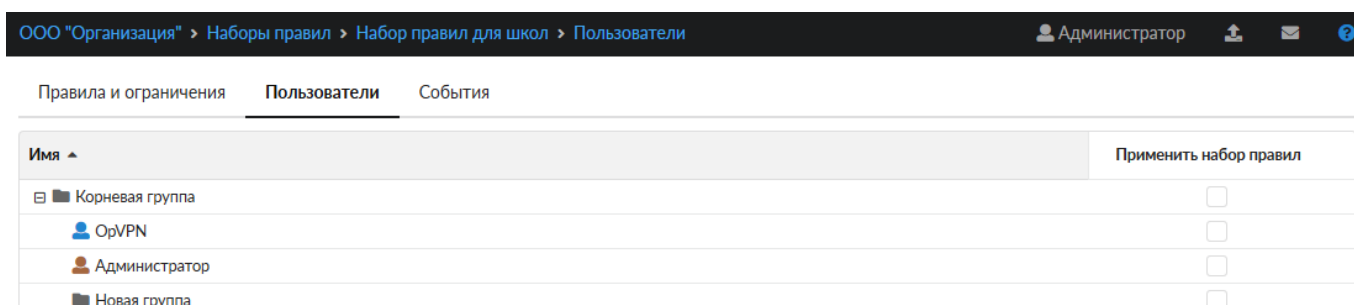 ООО "Организация" > Наборы правил > Набор правил для школ > Пользователи Администратор ?
Правила и ограничения Пользователи События
Имя Применить набор правил
Корневая группа
OpVPN
Администратор
Новая группа